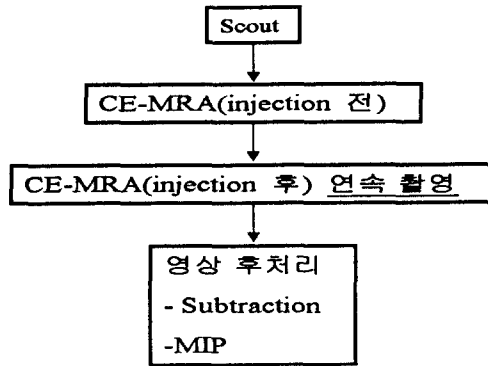 Scout
CE-MRA(injection 전)
CE-MRA(injection 후) 연속 촬영
영상 후처리
- Subtraction
-MIP